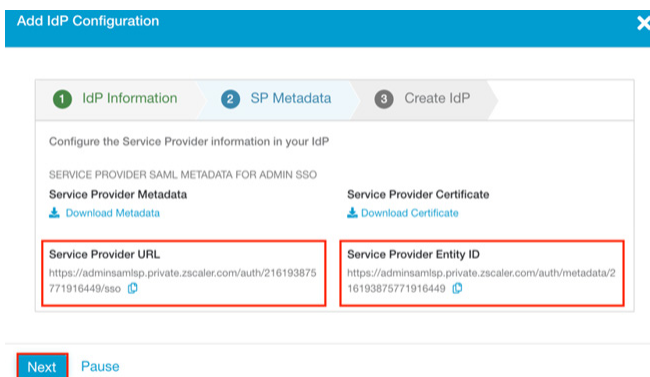 Add IdP Configuration
1 IdP Information 2 SP Metadata 3 Create IdP
Configure the Service Provider information in your IdP
SERVICE PROVIDER SAML METADATA FOR ADMIN SSO
Service Provider Metadata
Download Metadata
Service Provider Certificate
Download Certificate
Service Provider URL
https://adminsamlsp.private.zscaler.com/auth/216193875
771916449/sso
Service Provider Entity ID
https://adminsamlsp.private.zscaler.com/auth/metadata/2
16193875771916449
Next Pause